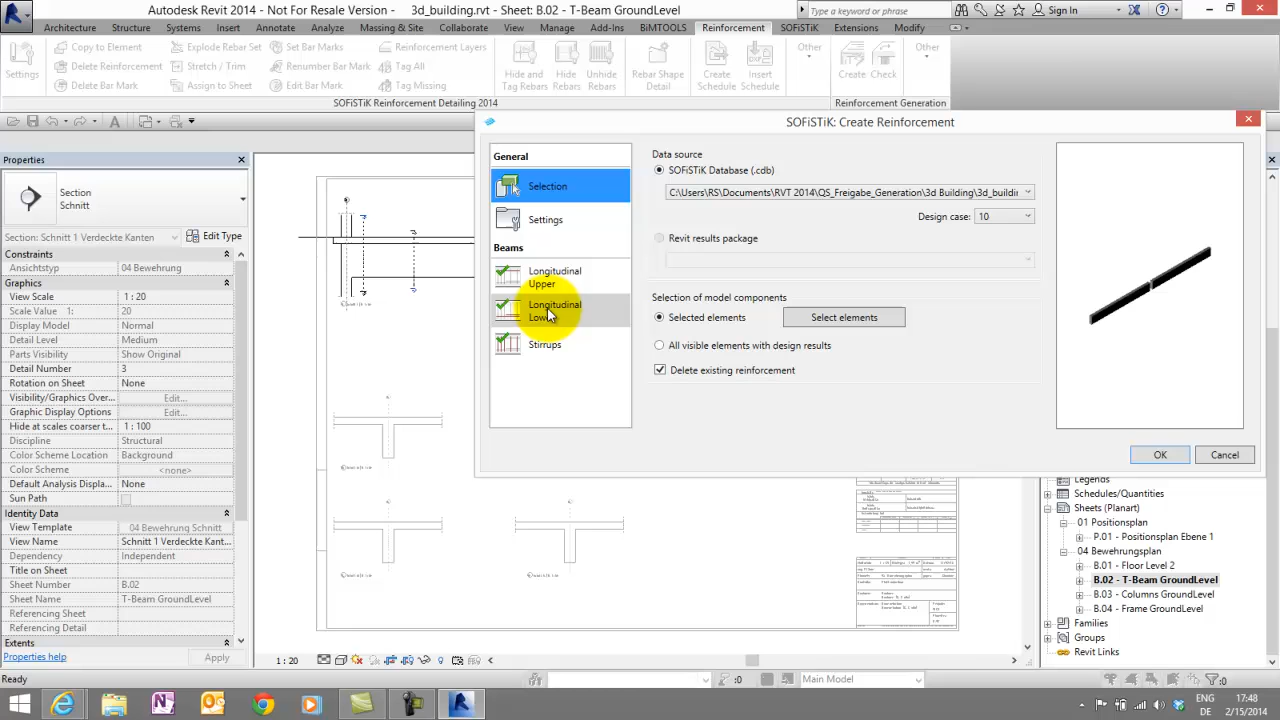 Autodesk Revit 2014 - Not For Resale Version - 3d_building.rvt - Sheet: B.02 - T-Beam GroundLevel
Type a keyword or phrase
Sign In
Architecture Structure Systems Insert Annotate Analyze Massing & Site Collaborate View Manage Add-Ins BiMTOOLS Reinforcement SOFiSTiK Extensions Modify
Settings
Copy to Element
Delete Reinforcement
Delete Bar Mark
Explode Rebar Set
Stretch / Trim
Assign to Sheet
Set Bar Marks
Renumber Bar Mark
Edit Bar Mark
Reinforcement Layers
Tag All
Tag Missing
Hide and
Tag Rebars
Hide
Rebars
Unhide
Rebars
Rebar Shape
Detail
Create
Schedule
Insert
Schedule
Other
Create
Check
Other
SOFiSTiK Reinforcement Detailing 2014
Reinforcement Generation
Properties
Section
Schnitt
Section: Schnitt 1 Verdeckte Kanten
Edit Type
Constraints
Ansichtstyp 04 Bewehrung
Graphics
View Scale 1 : 20
Scale Value 1: 20
Display Model Normal
Detail Level Medium
Parts Visibility Show Original
Detail Number 3
Rotation on Sheet None
Visibility/Graphics Over... Edit...
Graphic Display Options Edit...
Hide at scales coarser t... 1 : 100
Discipline Structural
Color Scheme Location Background
Color Scheme <none>
Default Analysis Displa... None
Sun Path
Identity Data
View Template 04 Bewehrung Schnitt
View Name Schnitt 1 Verdeckte Kant...
Dependency Independent
Title on Sheet
Sheet Number B.02
Sheet Name T-Beam GroundLevel
Referencing Sheet
Referencing Detail
Extents
Properties help
Apply
SOFiSTiK: Create Reinforcement
General
Selection
Settings
Beams
Longitudinal
Upper
Longitudinal
Lowe
Stirrups
Data source
SOFiSTiK Database (.cdb)
C:\Users\RS\Documents\RVT 2014\QS_Freigabe_Generation\3d Building\3d_buildin
Design case: 10
Revit results package
Selection of model components
Selected elements
Select elements
All visible elements with design results
Delete existing reinforcement
OK
Cancel
Legends
Schedules/Quantities
Sheets (Planart)
01 Positionsplan
P.01 - Positionsplan Ebene 1
04 Bewehrungsplan
B.01 - Floor Level 2
B.02 - T-Beam GroundLevel
B.03 - Columns GroundLevel
B.04 - Frame GroundLevel
Families
Groups
Revit Links
1 : 20
Ready
:0
Main Model
:0
ENG
DE
17:48
2/15/2014